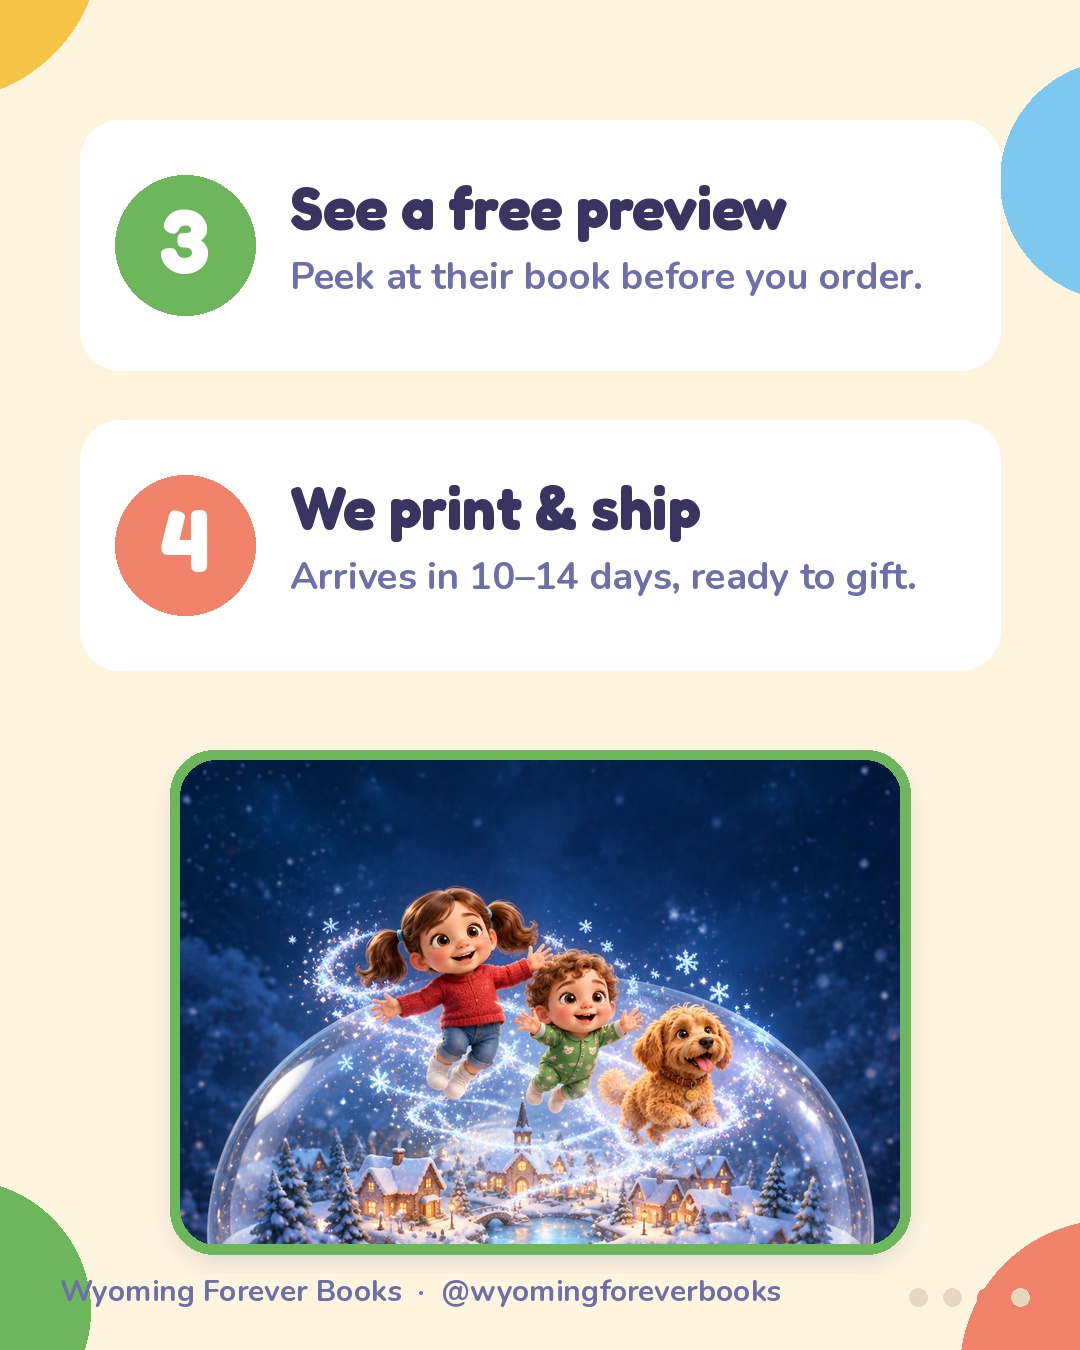 3
See a free preview
Peek at their book before you order.
4
We print & ship
Arrives in 10–14 days, ready to gift.
Wyoming Forever Books · @wyomingforeverbooks